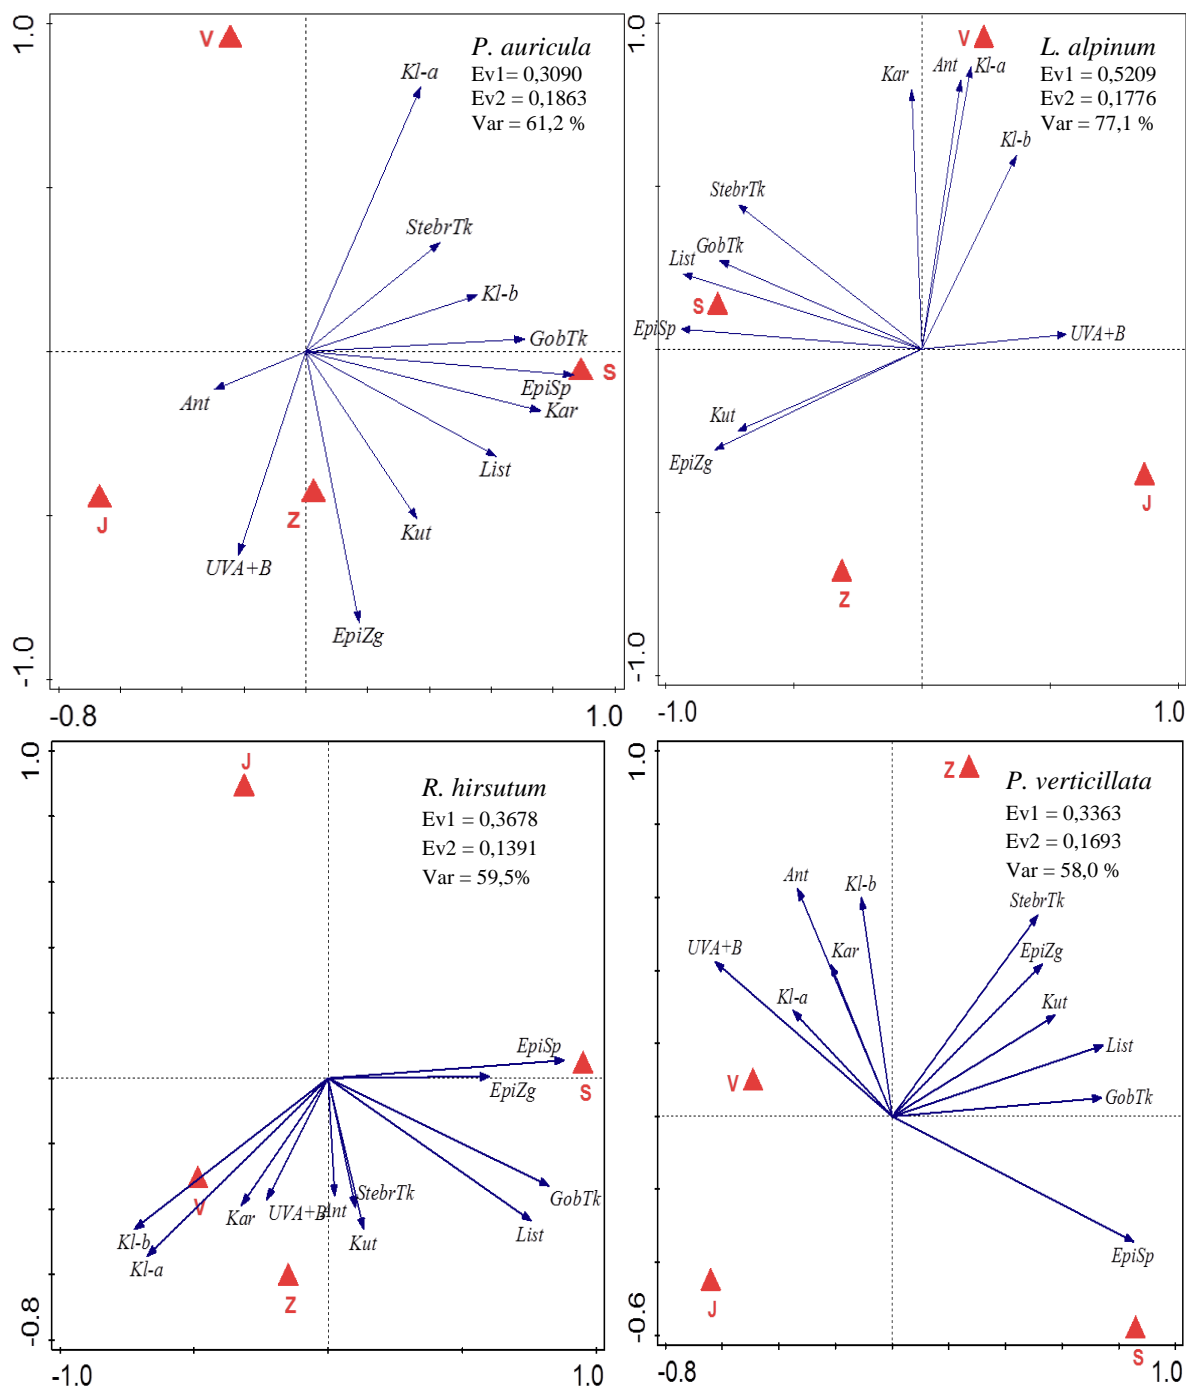 1.0
V
P. auricula
Ev1= 0,3090
Ev2 = 0,1863
Var = 61,2 %
Kl-a
StebrTk
Kl-b
GobTk
EpiSp
S
Kar
Ant
List
J
Z
Kut
UVA+B
EpiZg
-1.0
-0.8
1.0
1.0
V
L. alpinum
Ev1 = 0,5209
Ev2 = 0,1776
Var = 77,1 %
Kar
Ant
Kl-a
Kl-b
StebrTk
GobTk
List
S
EpiSp
UVA+B
Kut
EpiZg
J
Z
-1.0
-1.0
1.0
1.0
J
R. hirsutum
Ev1 = 0,3678
Ev2 = 0,1391
Var = 59,5%
EpiSp
EpiZg
S
V
Kar
UVA+B
Ant
StebrTk
GobTk
Kl-b
Kl-a
Kut
List
Z
-0.8
-1.0
1.0
1.0
Z
P. verticillata
Ev1 = 0,3363
Ev2 = 0,1693
Var = 58,0 %
Ant
Kl-b
StebrTk
UVA+B
Kar
EpiZg
Kl-a
Kut
List
V
GobTk
EpiSp
J
S
-0.6
-0.8
1.0